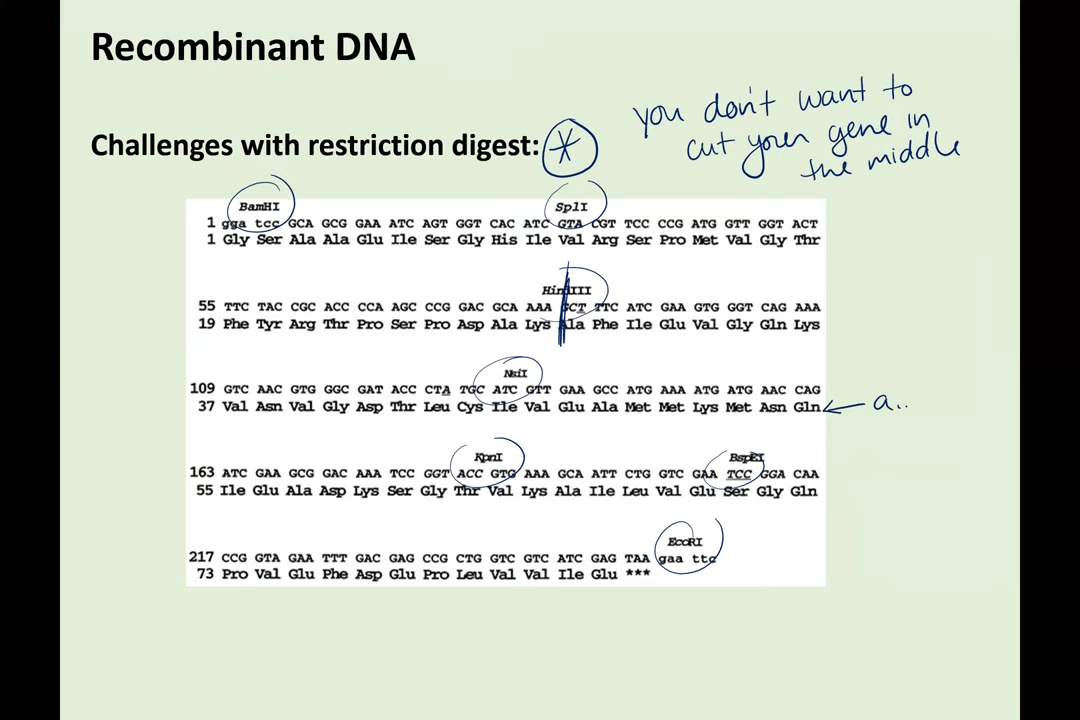 Recombinant DNA
you don't want to
cut your gene in
the middle
Challenges with restriction digest: *
BamHI SplI
1 gga tcc GCA GCG GAA ATC AGT GGT CAC ATC GTA CGT TCC CCG ATG GTT GGT ACT
1 Gly Ser Ala Ala Glu Ile Ser Gly His Ile Val Arg Ser Pro Met Val Gly Thr
HindIII
55 TTC TAC CGC ACC CCA AGC CCG GAC GCA AAA GCT TTC ATC GAA GTG GGT CAG AAA
19 Phe Tyr Arg Thr Pro Ser Pro Asp Ala Lys Ala Phe Ile Glu Val Gly Gln Lys
NsiI
109 GTC AAC GTG GGC GAT ACC CTA TGC ATC GTT GAA GCC ATG AAA ATG ATG AAC CAG
37 Val Asn Val Gly Asp Thr Leu Cys Ile Val Glu Ala Met Met Lys Met Asn Gln
a..
KpnI BspEI
163 ATC GAA GCG GAC AAA TCC GGT ACC GTG AAA GCA ATT CTG GTC GAA TCC GGA CAA
55 Ile Glu Ala Asp Lys Ser Gly Thr Val Lys Ala Ile Leu Val Glu Ser Gly Gln
EcoRI
217 CCG GTA GAA TTT GAC GAG CCG CTG GTC GTC ATC GAG TAA gaa ttc
73 Pro Val Glu Phe Asp Glu Pro Leu Val Val Ile Glu ***